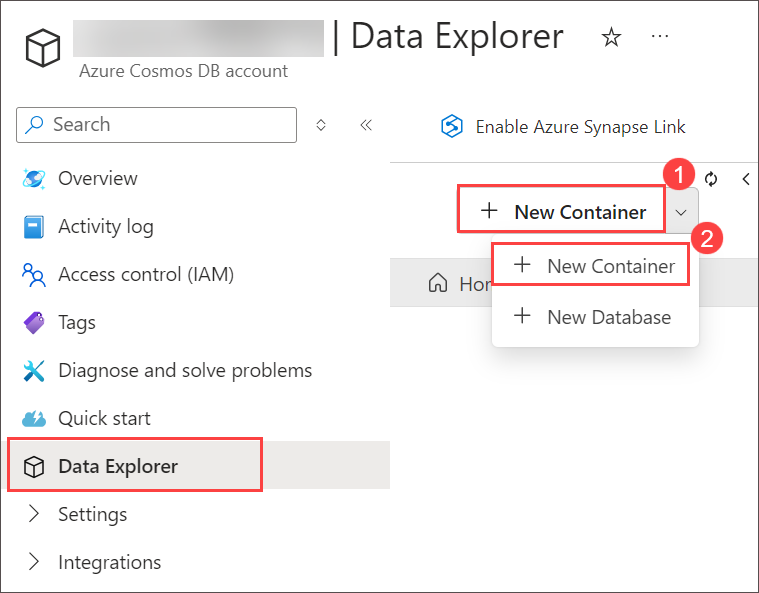 | Data Explorer
Azure Cosmos DB account
Search
Enable Azure Synapse Link
Overview
Activity log
Access control (IAM)
Tags
Diagnose and solve problems
Quick start
Data Explorer
Settings
Integrations
1
New Container
2
New Container
New Database